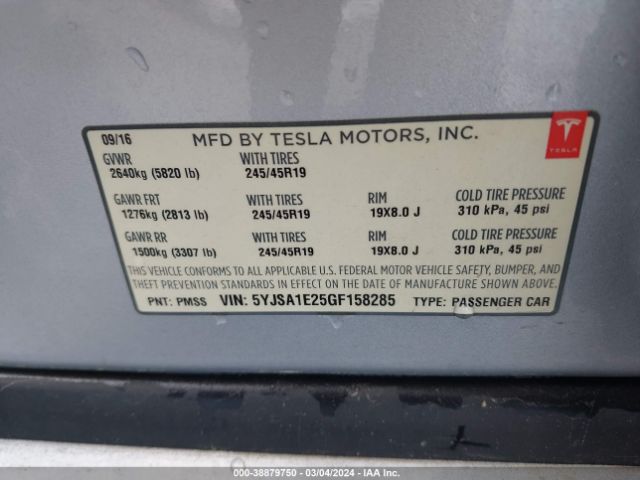 09/16 MFD BY TESLA MOTORS, INC.
GVWR WITH TIRES
2640kg (5820 lb) 245/45R19
GAWR FRT WITH TIRES RIM COLD TIRE PRESSURE
1276kg (2813 lb) 245/45R19 19X8.0 J 310 kPa, 45 psi
GAWR RR WITH TIRES RIM COLD TIRE PRESSURE
1500kg (3307 lb) 245/45R19 19X8.0 J 310 kPa, 45 psi
THIS VEHICLE CONFORMS TO ALL APPLICABLE U.S. FEDERAL MOTOR VEHICLE SAFETY, BUMPER, AND
THEFT PREVENTION STANDARDS IN EFFECT ON THE DATE OF MANUFACTURE SHOWN ABOVE.
PNT: PMSS VIN: 5YJSA1E25GF158285 TYPE: PASSENGER CAR
000-38879750 | 03/04/2024 | IAA Inc.